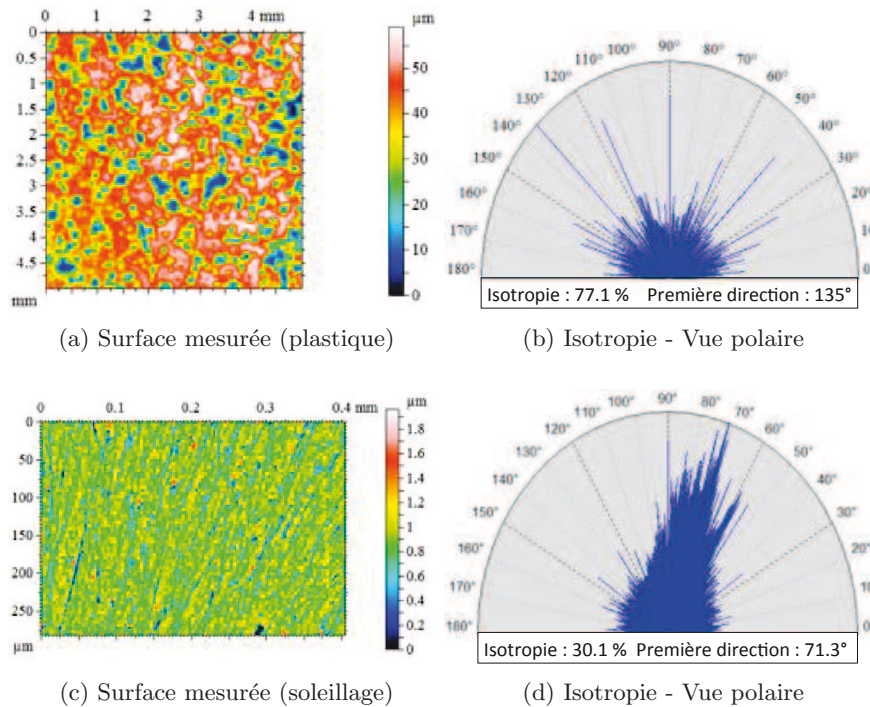 0 2 4 mm
µm
0
0.5
1
1.5
2
2.5
3
3.5
4
4.5
mm
50
40
30
20
10
0
180° 170° 160° 150° 140° 130° 120° 110° 100° 90° 80° 70° 60° 50° 40° 30° 20° 10° 0°
Isotropie : 77.1 % Première direction : 135°
(a) Surface mesurée (plastique)
(b) Isotropie - Vue polaire
0 0.1 0.2 0.3 0.4 mm
µm
0
50
100
150
200
250
µm
1.8
1.6
1.4
1.2
1
0.8
0.6
0.4
0.2
0
180° 170° 160° 150° 130° 120° 110° 100° 90° 80° 70° 60° 50° 40° 30° 20° 10° 0°
Isotropie : 30.1 % Première direction : 71.3°
(c) Surface mesurée (soleillage)
(d) Isotropie - Vue polaire